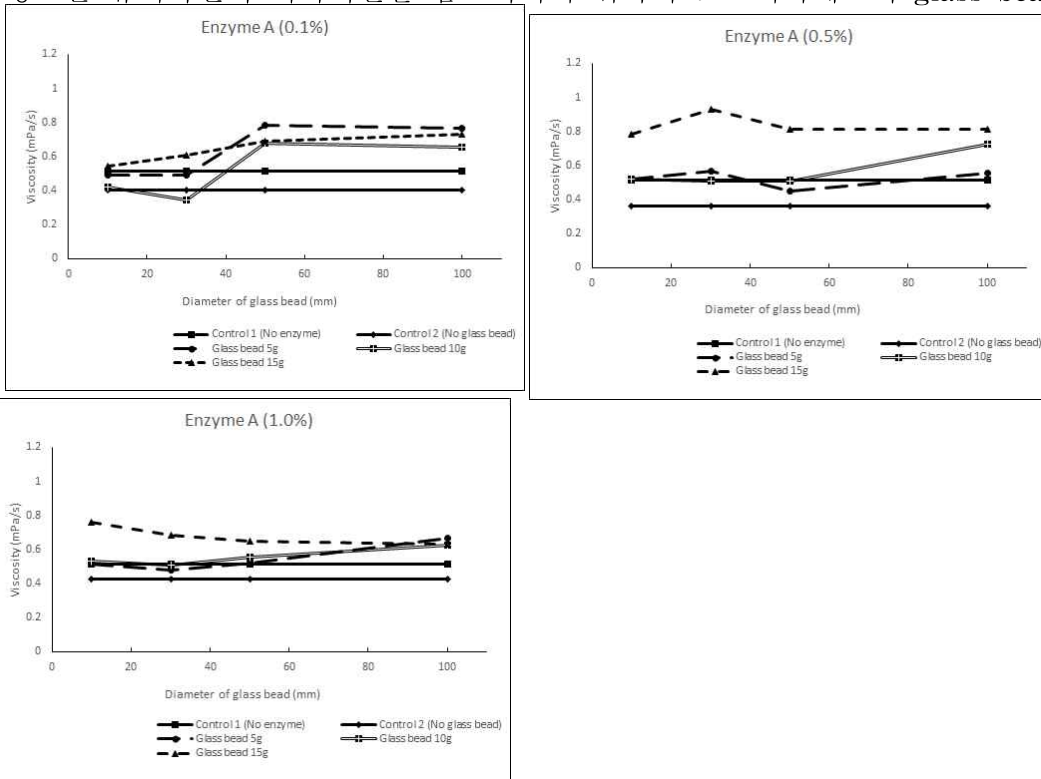 glass bea
Enzyme A (0.1%)
1.2
1
0.8
0.6
0.4
0.2
0
Viscosity (mPa/s)
0 20 40 60 80 100
Diameter of glass bead (mm)
Control 1 (No enzyme) Control 2 (No glass bead)
Glass bead 5g Glass bead 10g
Glass bead 15g
Enzyme A (0.5%)
1.2
1
0.8
0.6
0.4
0.2
0
Viscosity (mPa/s)
0 20 40 60 80 100
Diameter of glass bead (mm)
Control 1 (No enzyme) Control 2 (No glass bead)
Glass bead 5g Glass bead 10g
Glass bead 15g
Enzyme A (1.0%)
1.2
1
0.8
0.6
0.4
0.2
0
Viscosity (mPa/s)
0 20 40 60 80 100
Diameter of glass bead (mm)
Control 1 (No enzyme) Control 2 (No glass bead)
Glass bead 5g Glass bead 10g
Glass bead 15g